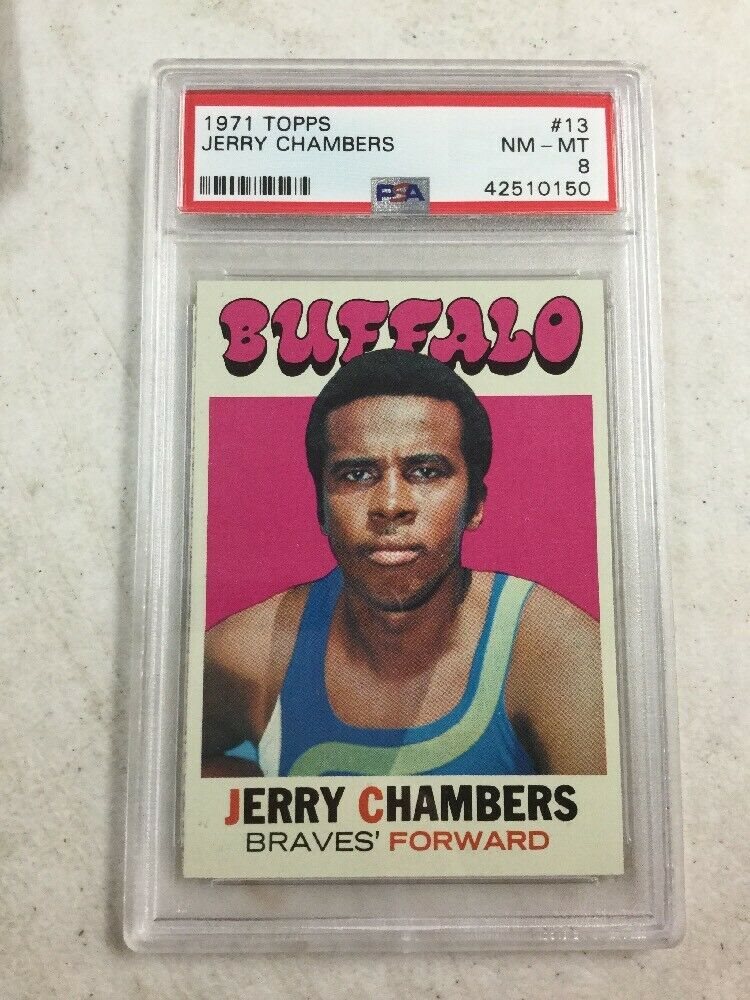 1971 TOPPS #13
JERRY CHAMBERS NM - MT
8
PSA 42510150
BUFFALO
JERRY CHAMBERS
BRAVES' FORWARD